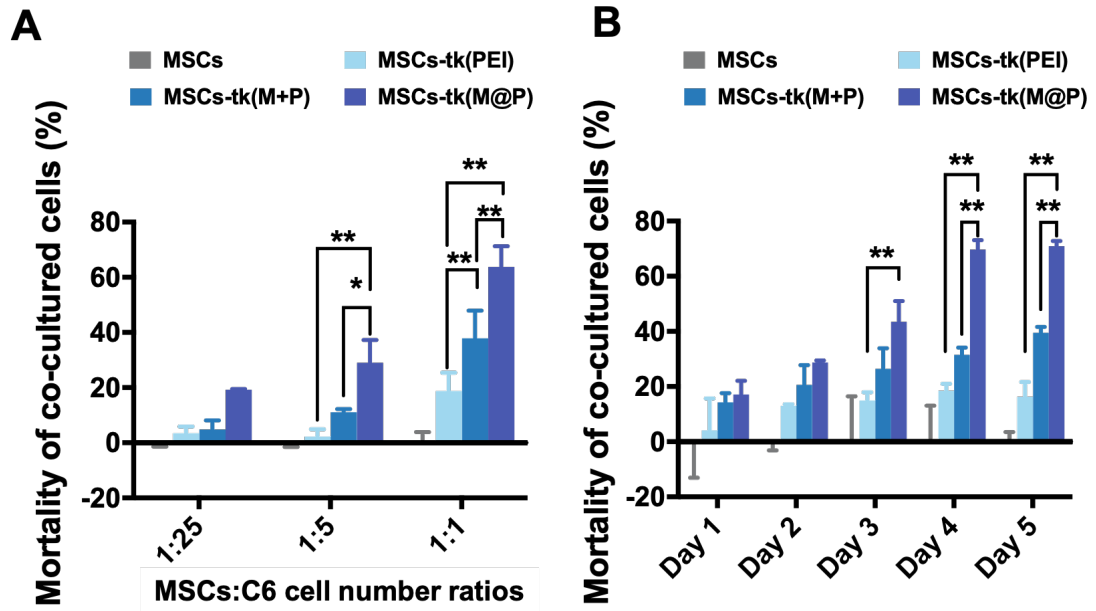 A
MSCs
MSCs-tk(PEI)
MSCs-tk(M+P)
MSCs-tk(M@P)
Mortality of co-cultured cells (%)
80
60
40
20
0
-20
**
*
**
**
**
1:25
1:5
1:1
MSCs:C6 cell number ratios
B
MSCs
MSCs-tk(PEI)
MSCs-tk(M+P)
MSCs-tk(M@P)
Mortality of co-cultured cells (%)
80
60
40
20
0
-20
**
**
**
**
**
Day 1
Day 2
Day 3
Day 4
Day 5